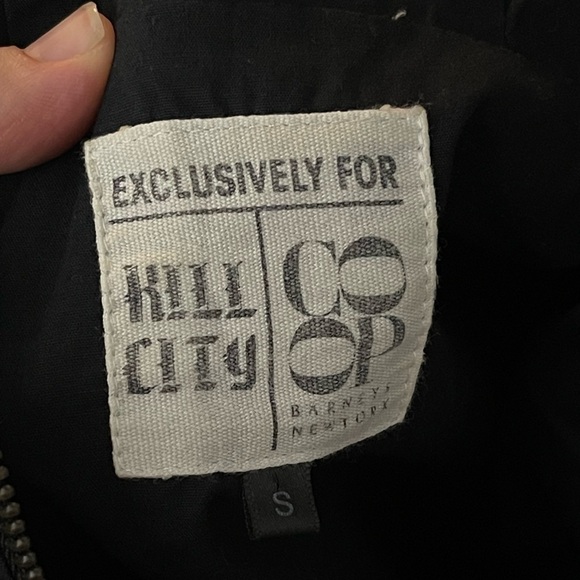 EXCLUSIVELY FOR
KILL
CITY
CO
OP
BARNEYS
NEW YORK
S